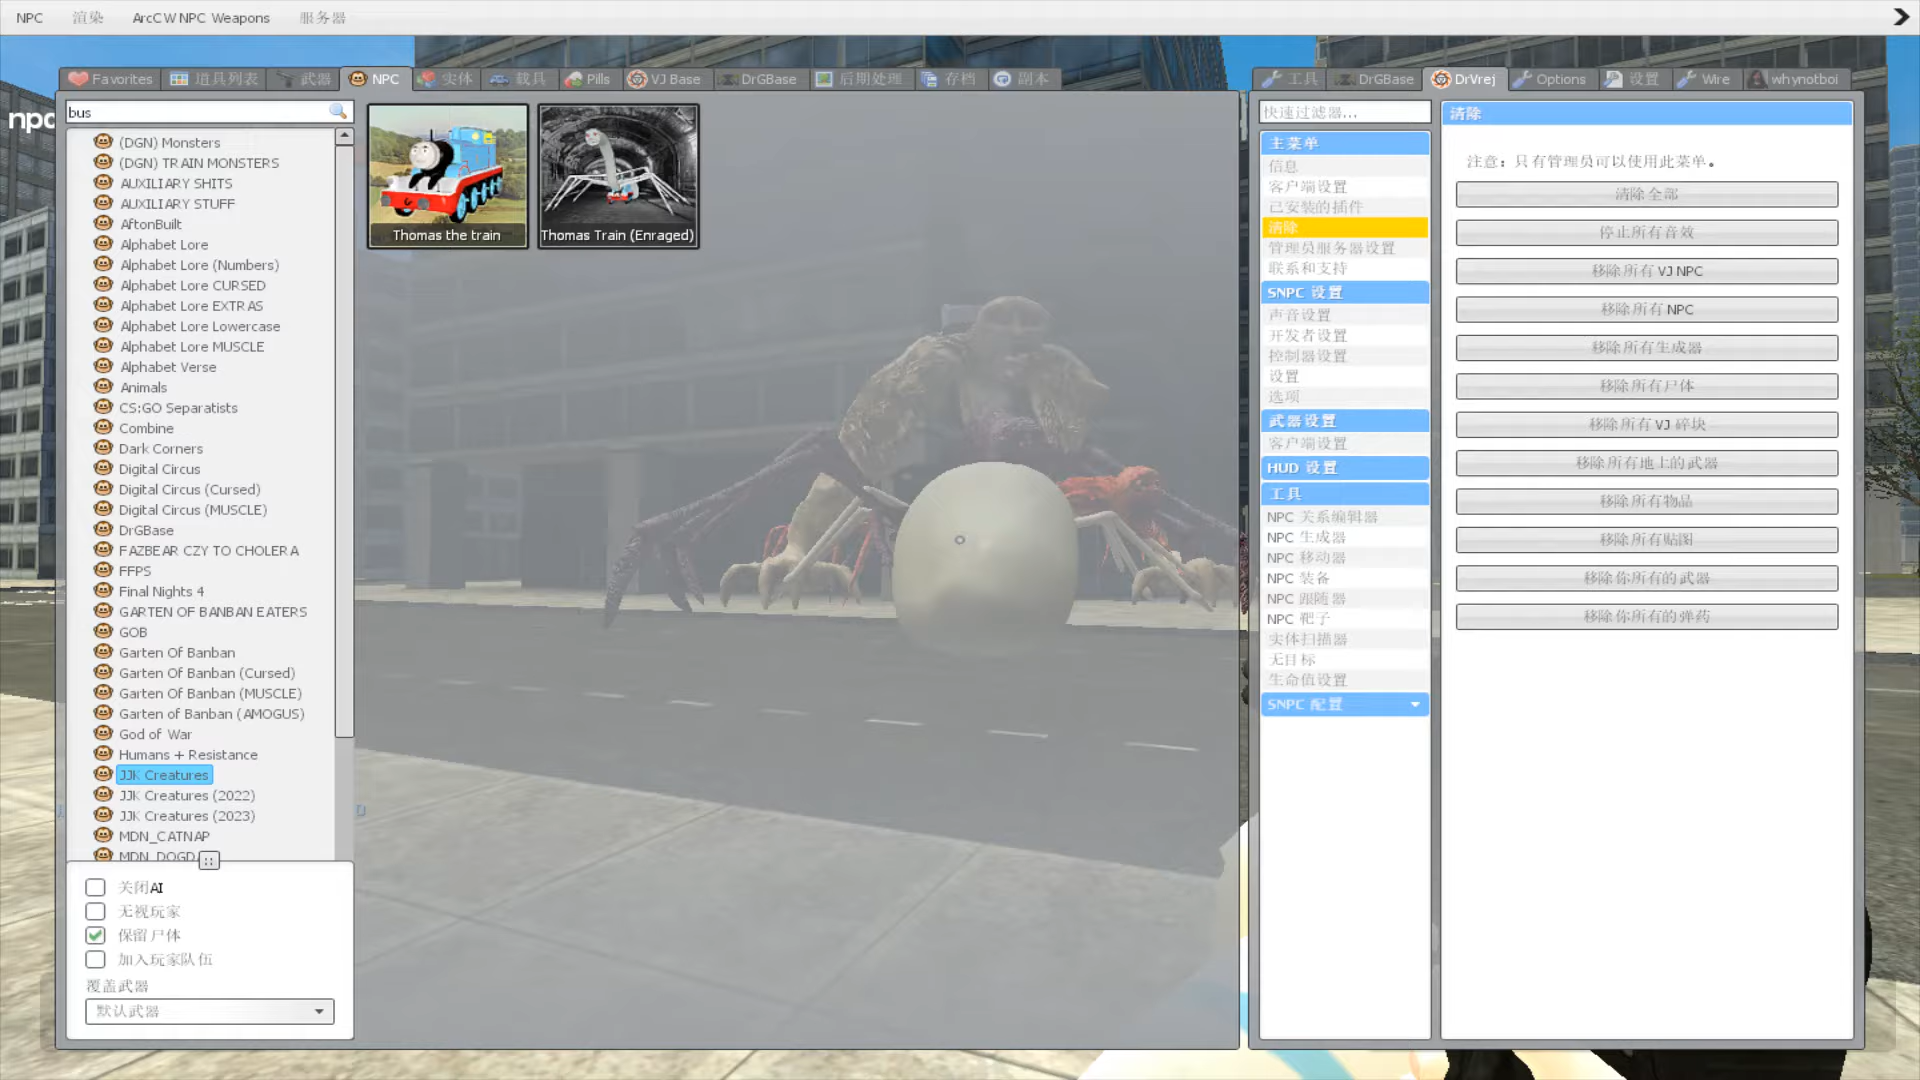 NPC 渲染 ArcCW NPC Weapons 服务器
Favorites 道具列表 武器 NPC 实体 载具 Pills VJ Base DrGBase 后期处理 存档 副本
npc
bus
(DGN) Monsters
(DGN) TRAIN MONSTERS
AUXILIARY SHITS
AUXILIARY STUFF
AftonBuilt
Alphabet Lore
Alphabet Lore (Numbers)
Alphabet Lore CURSED
Alphabet Lore EXTRAS
Alphabet Lore Lowercase
Alphabet Lore MUSCLE
Alphabet Verse
Animals
CS:GO Separatists
Combine
Dark Corners
Digital Circus
Digital Circus (Cursed)
Digital Circus (MUSCLE)
DrGBase
FAZBEAR CZY TO CHOLERA
FFPS
Final Nights 4
GARTEN OF BANBAN EATERS
GOB
Garten Of Banban
Garten Of Banban (Cursed)
Garten Of Banban (MUSCLE)
Garten of Banban (AMOGUS)
God of War
Humans + Resistance
JJK Creatures
JJK Creatures (2022)
JJK Creatures (2023)
MDN_CATNAP
关闭AI
无视玩家
保留尸体
加入玩家队伍
覆盖武器
默认武器
Thomas the train
Thomas Train (Enraged)
工具 DrGBase DrVrej Options 设置 Wire whynotboi
快速过滤器...
主菜单
信息
客户端设置
已安装的插件
清除
管理员服务器设置
联系和支持
SNPC 设置
声音设置
开发者设置
控制器设置
设置
选项
武器设置
客户端设置
HUD 设置
工具
NPC 关系编辑器
NPC 生成器
NPC 移动器
NPC 装备
NPC 跟随器
NPC 靶子
实体扫描器
无目标
生命值设置
SNPC 配置
清除
注意：只有管理员可以使用此菜单。
清除全部
停止所有音效
移除所有 VJ NPC
移除所有 NPC
移除所有生成器
移除所有尸体
移除所有 VJ 碎块
移除所有地上的武器
移除所有物品
移除所有贴图
移除你所有的武器
移除你所有的弹药